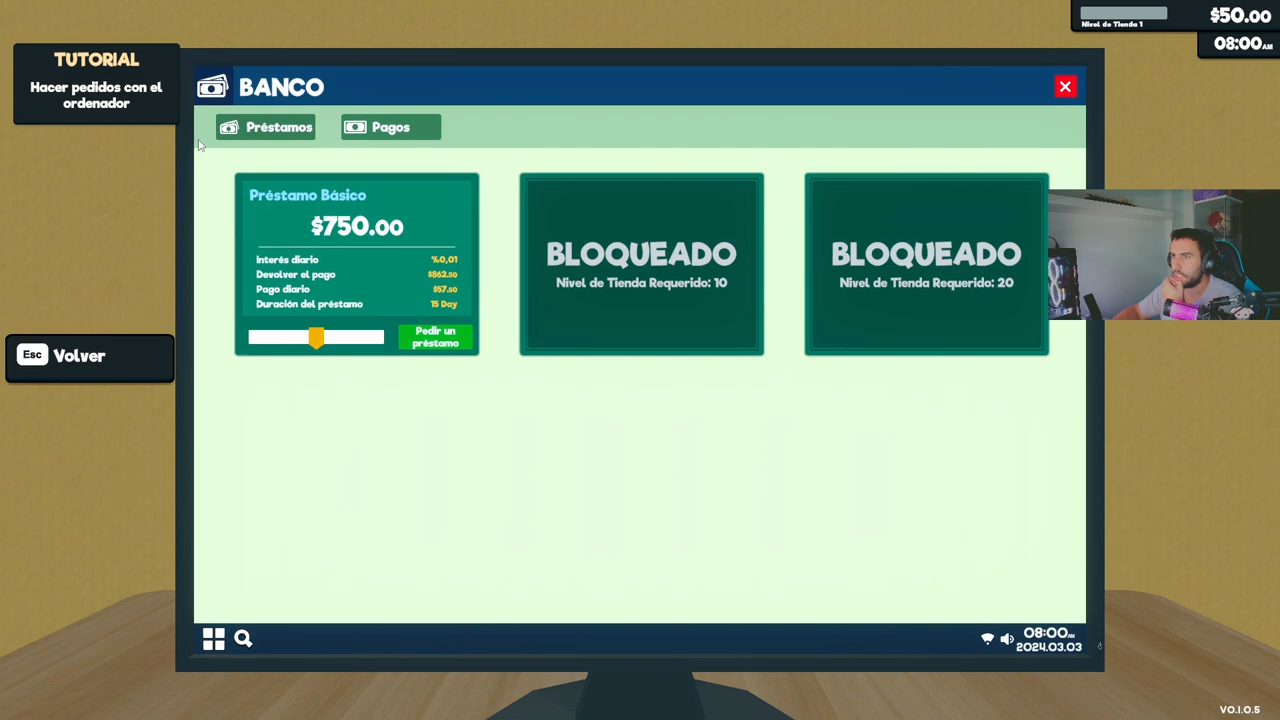 $50.00
Nivel de Tienda 1
08:00AM
TUTORIAL
Hacer pedidos con el
ordenador
BANCO
Préstamos
Pagos
Préstamo Básico
$750.00
Interés diario %0,01
Devolver el pago $862.50
Pago diario $57.50
Duración del préstamo 15 Day
Pedir un
préstamo
BLOQUEADO
Nivel de Tienda Requerido: 10
BLOQUEADO
Nivel de Tienda Requerido: 20
Esc Volver
08:00AM
2024.03.03
V0.1.0.5